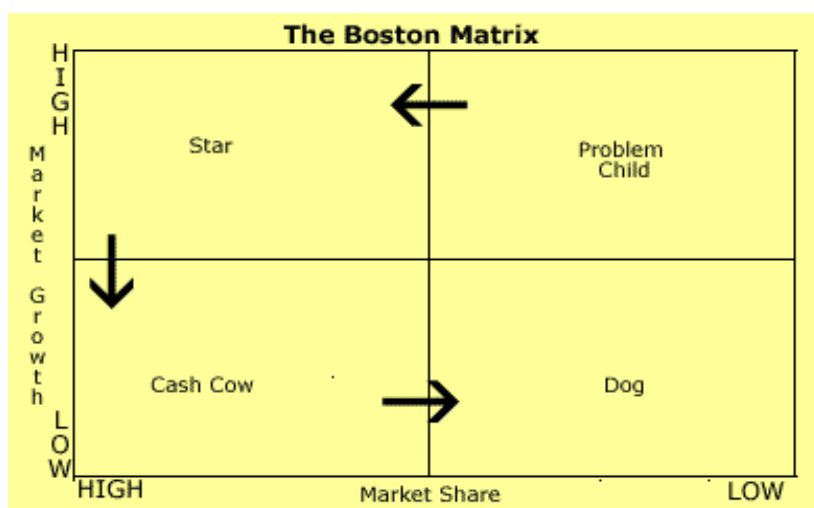 The Boston Matrix
HIGH
Market Growth
LOW
Star
Problem
Child
Cash Cow
Dog
HIGH
Market Share
LOW